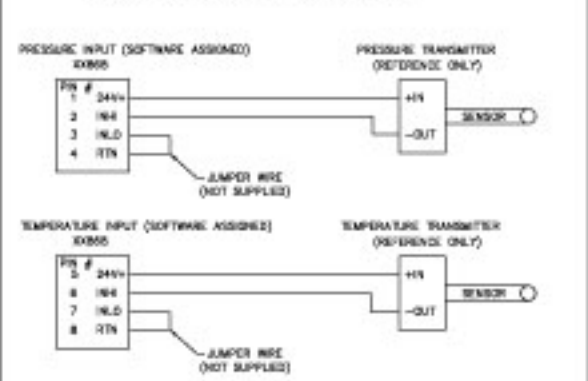 PRESSURE INPUT (SOFTWARE ASSIGNED)
PRESSURE TRANSMITTER
(REFERENCE ONLY)
PIN #
1 24V+
2 INHI
3 INLO
4 RTN
+IN
-OUT
SENSOR
JUMPER WIRE
(NOT SUPPLIED)
TEMPERATURE INPUT (SOFTWARE ASSIGNED)
TEMPERATURE TRANSMITTER
(REFERENCE ONLY)
PIN #
5 24V+
6 INHI
7 INLO
8 RTN
+IN
-OUT
SENSOR
JUMPER WIRE
(NOT SUPPLIED)